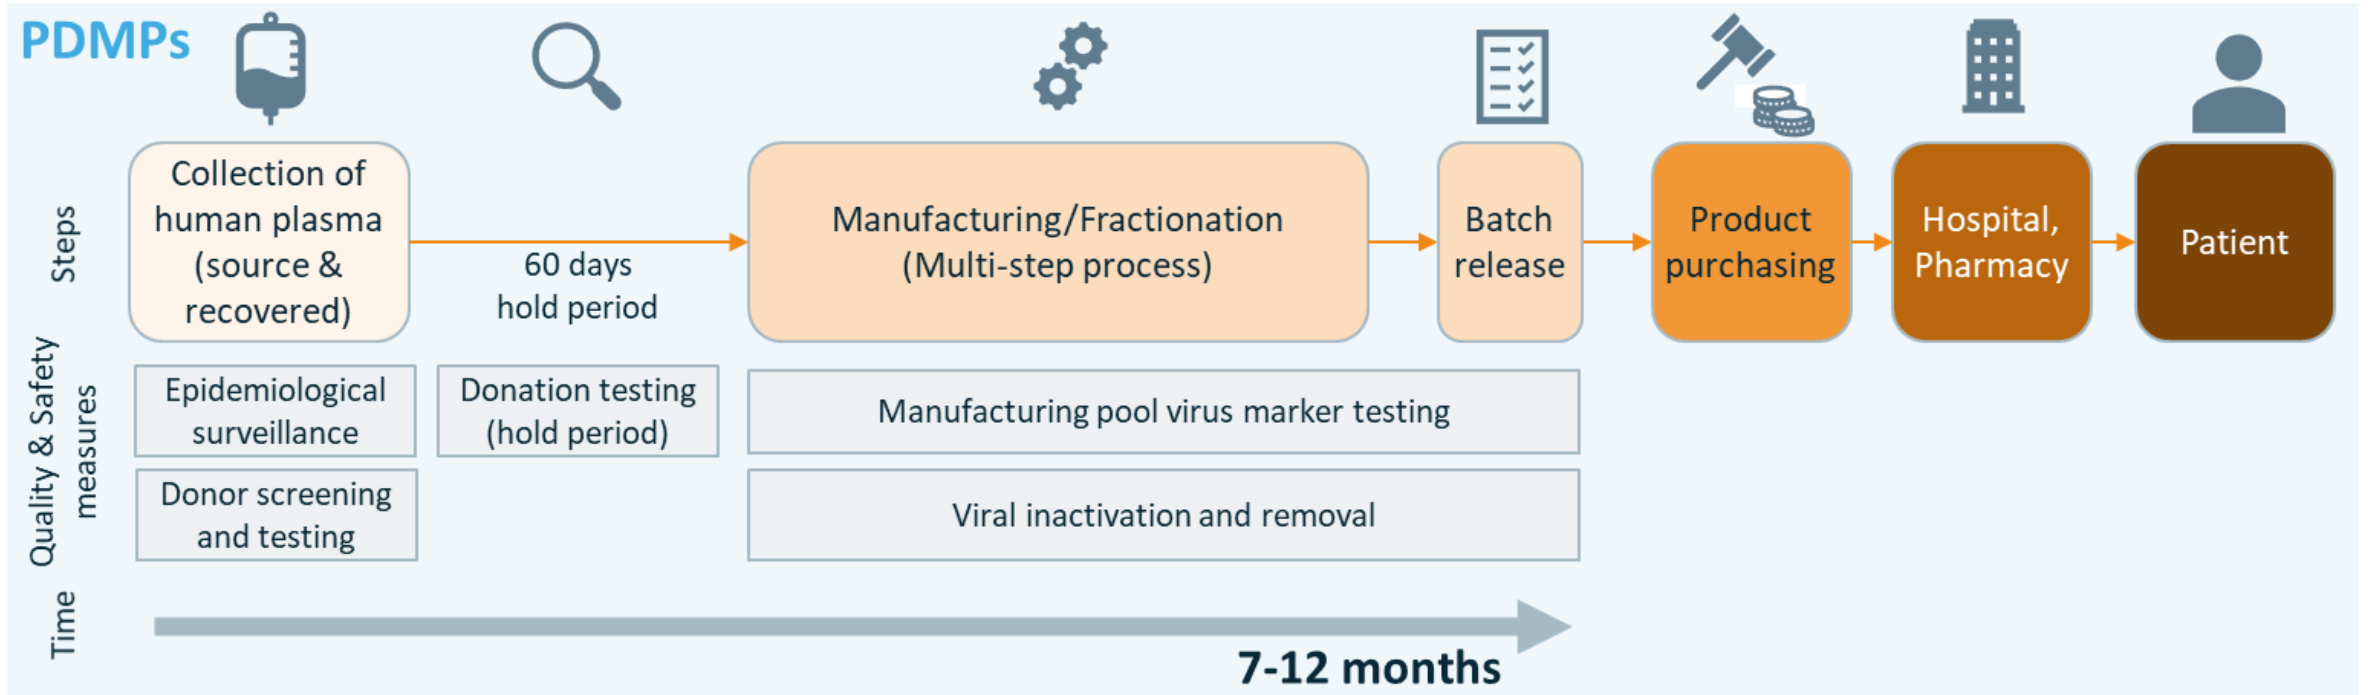 PDMPs
Steps
Collection of
human plasma
(source &
recovered)
60 days
hold period
Manufacturing/Fractionation
(Multi-step process)
Batch
release
Product
purchasing
Hospital,
Pharmacy
Patient
Quality & Safety
measures
Epidemiological
surveillance
Donor screening
and testing
Donation testing
(hold period)
Manufacturing pool virus marker testing
Viral inactivation and removal
Time
7-12 months